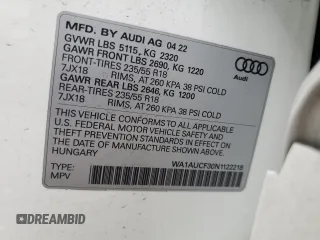 MFD. BY AUDI AG 04 22
GVWR LBS 5115, KG 2320
GAWR FRONT LBS 2690, KG 1220
FRONT-TIRES 235/55 R18
7JX18 RIMS, AT 260 KPA 38 PSI COLD
GAWR REAR LBS 2646, KG 1200
REAR-TIRES 235/55 R18
7JX18 RIMS, AT 260 KPA 38 PSI COLD
Audi
THIS VEHICLE CONFORMS TO ALL APPLICABLE
FEDERAL MOTOR VEHICLE SAFETY AND
THEFT PREVENTION STANDARDS IN EFFECT ON
THE DATE OF MANUFACTURE SHOWN ABOVE.
HUNGARY
WA1AUCF30N1122218
TYPE:
MPV
DREAMBID
DREAMBID.COM